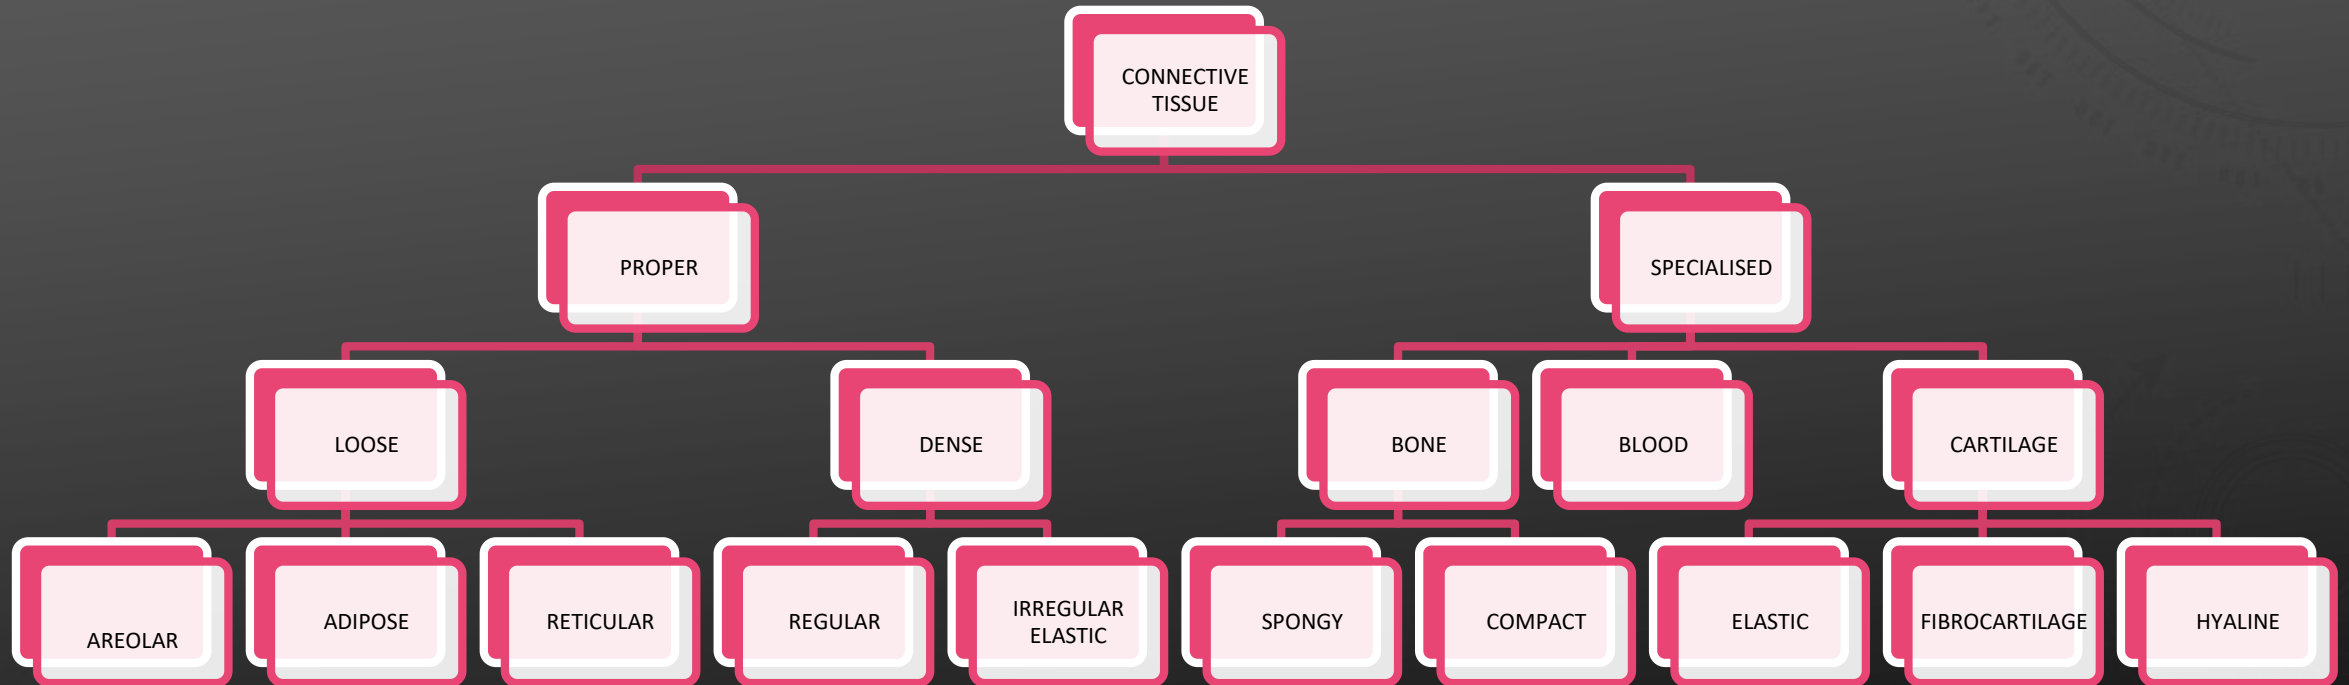 CONNECTIVE
TISSUE
PROPER
SPECIALISED
LOOSE
DENSE
BONE
BLOOD
CARTILAGE
AREOLAR
ADIPOSE
RETICULAR
REGULAR
IRREGULAR
ELASTIC
SPONGY
COMPACT
ELASTIC
FIBROCARTILAGE
HYALINE